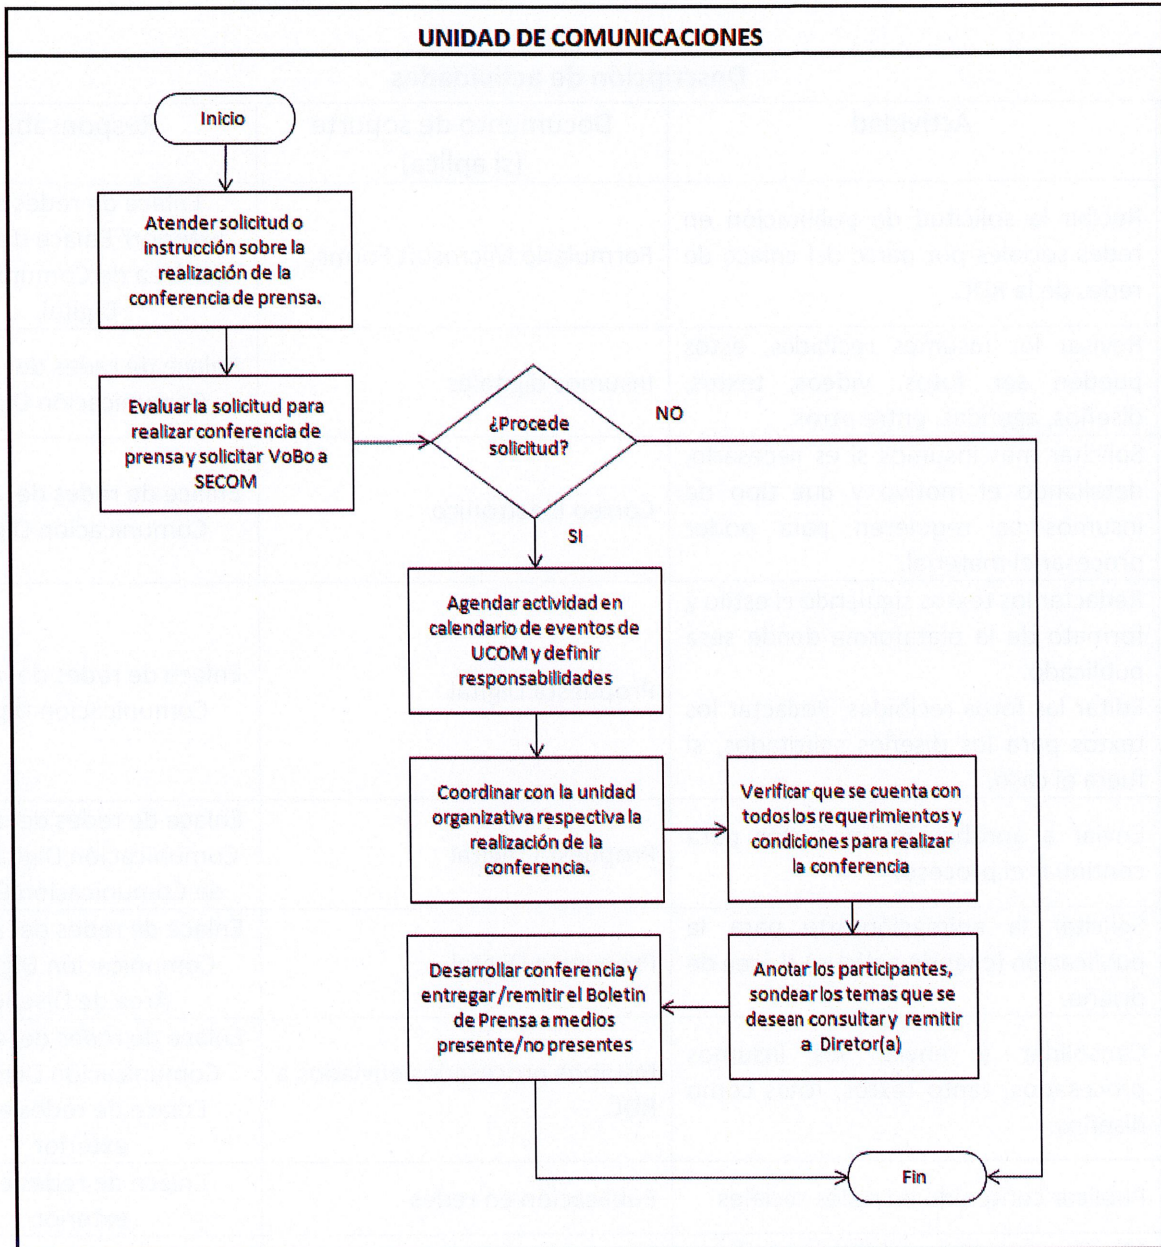 UNIDAD DE COMUNICACIONES
Inicio
Atender solicitud o
instrucción sobre la
realización de la
conferencia de prensa.
Evaluar la solicitud para
realizar conferencia de
prensa y solicitar VoBo a
SECOM
¿Procede
solicitud?
NO
SI
Agendar actividad en
calendario de eventos de
UCOM y definir
responsabilidades
Coordinar con la unidad
organizativa respectiva la
realización de la
conferencia.
Verificar que se cuenta con
todos los requerimientos y
condiciones para realizar
la conferencia
Anotar los participantes,
sondear los temas que se
desean consultar y remitir
a Diretor(a)
Desarrollar conferencia y
entregar /remitir el Boletin
de Prensa a medios
presente/no presentes
Fin